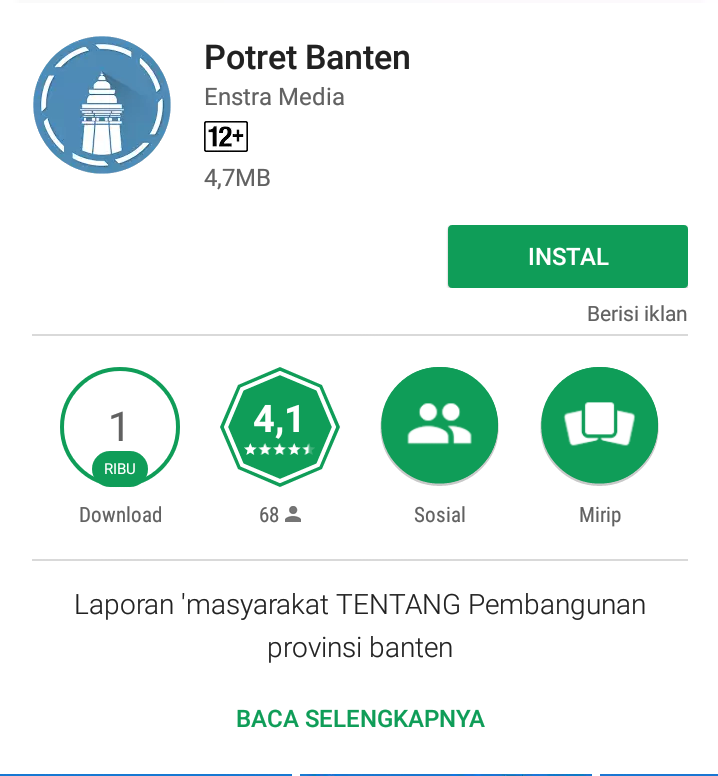 Potret Banten
Enstra Media
12+
4,7MB
INSTAL
Berisi iklan
1
RIBU
Download
4,1
68
Sosial
Mirip
Laporan 'masyarakat TENTANG Pembangunan
provinsi banten
BACA SELENGKAPNYA